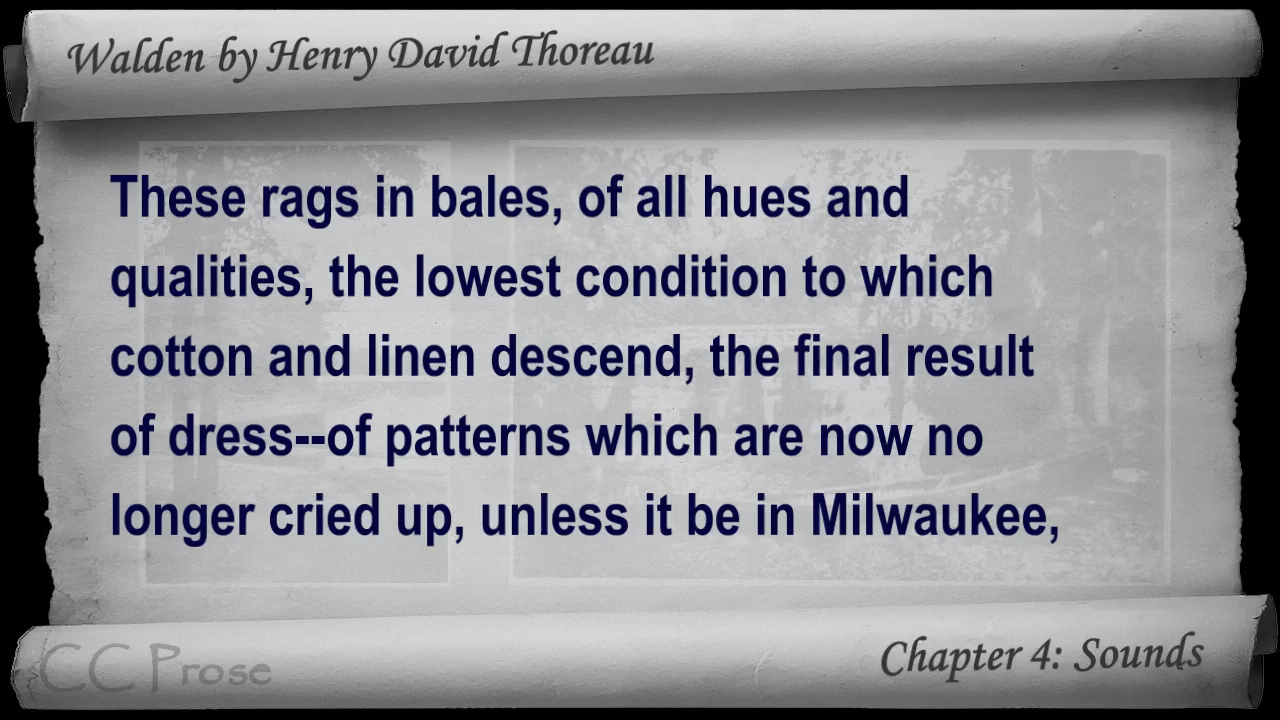 Walden by Henry David Thoreau
These rags in bales, of all hues and
qualities, the lowest condition to which
cotton and linen descend, the final result
of dress--of patterns which are now no
longer cried up, unless it be in Milwaukee,
CC Prose
Chapter 4: Sounds